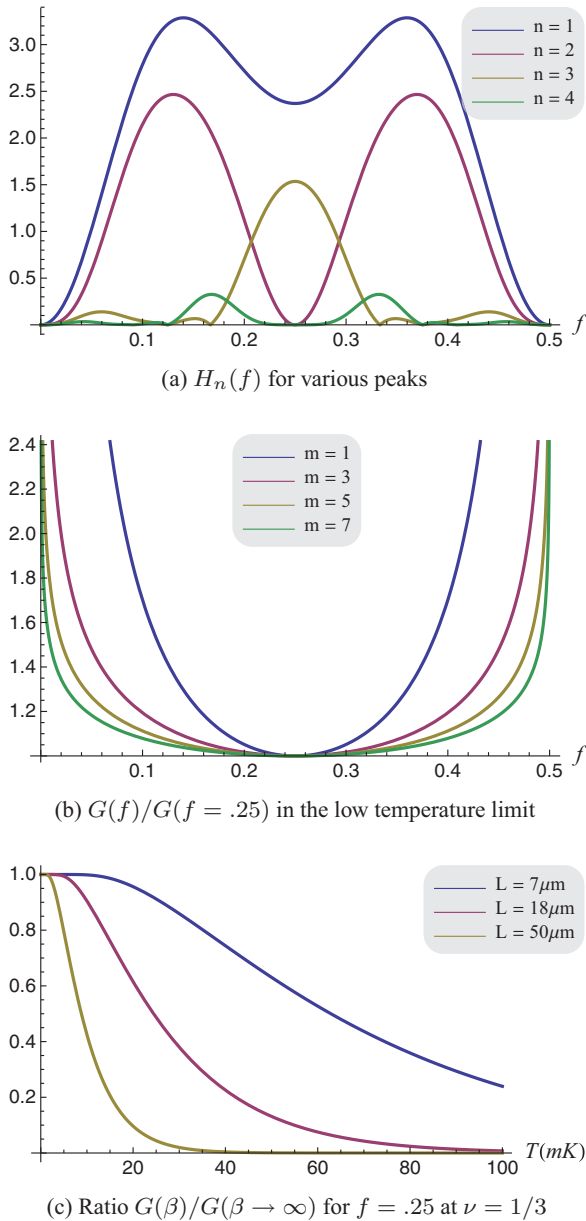 3.0
2.5
2.0
1.5
1.0
0.5
0.1 0.2 0.3 0.4 0.5 f
n = 1
n = 2
n = 3
n = 4
(a) Hₙ(f) for various peaks
2.4
2.2
2.0
1.8
1.6
1.4
1.2
0.1 0.2 0.3 0.4 0.5 f
m = 1
m = 3
m = 5
m = 7
(b) G(f)/G(f = .25) in the low temperature limit
1.0
0.8
0.6
0.4
0.2
20 40 60 80 100 T(mK)
L = 7μm
L = 18μm
L = 50μm
(c) Ratio G(β)/G(β → ∞) for f = .25 at ν = 1/3